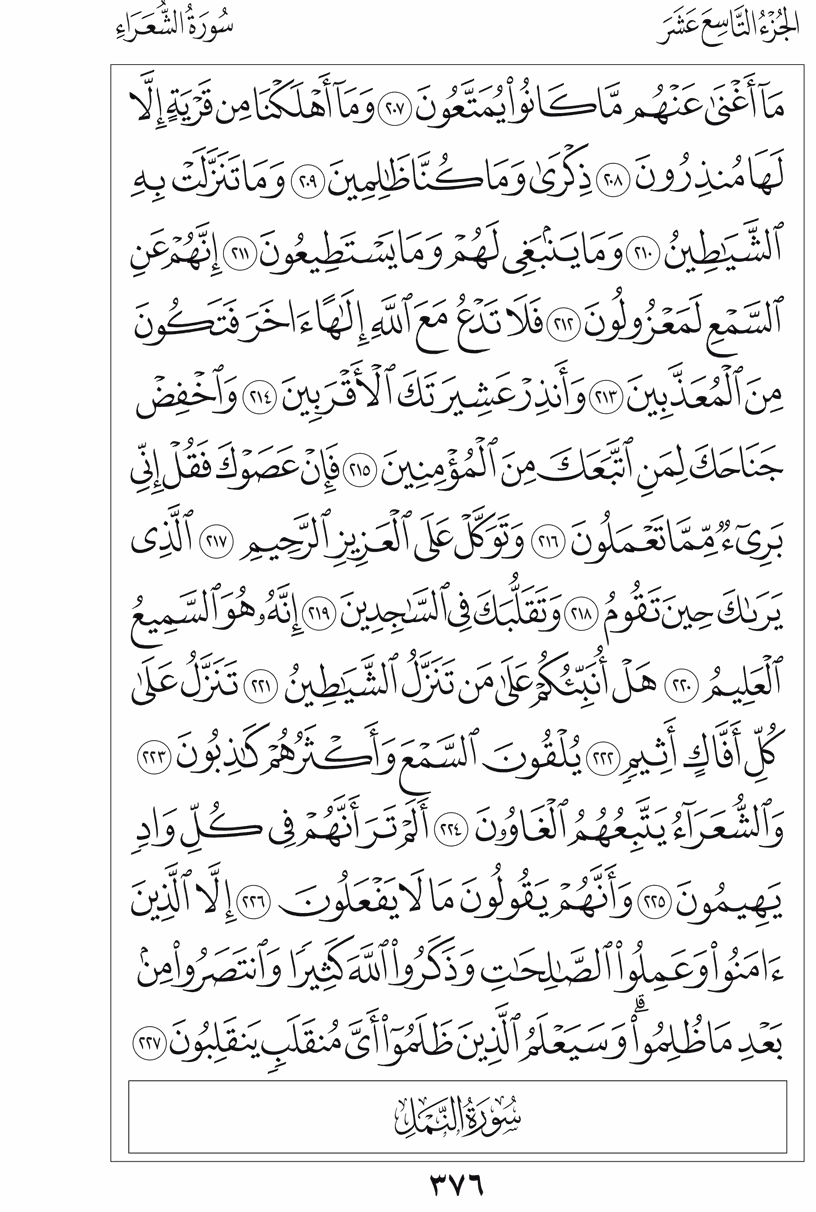 الجُزْءُ التَّاسِعَ عَشَرَ
سُورَةُ الشُّعَرَاءِ
مَآ أَغْنَىٰ عَنْهُم مَّا كَانُوا۟ يُمَتَّعُونَ ٢٠٧ وَمَآ أَهْلَكْنَا مِن قَرْيَةٍ إِلَّا
لَهَا مُنذِرُونَ ٢٠٨ ذِكْرَىٰ وَمَا كُنَّا ظَٰلِمِينَ ٢٠٩ وَمَا تَنَزَّلَتْ بِهِ
ٱلشَّيَٰطِينُ ٢١٠ وَمَا يَنۢبَغِى لَهُمْ وَمَا يَسْتَطِيعُونَ ٢١١ إِنَّهُمْ عَنِ
ٱلسَّمْعِ لَمَعْزُولُونَ ٢١٢ فَلَا تَدْعُ مَعَ ٱللَّهِ إِلَٰهًا ءَاخَرَ فَتَكُونَ
مِنَ ٱلْمُعَذَّبِينَ ٢١٣ وَأَنذِرْ عَشِيرَتَكَ ٱلْأَقْرَبِينَ ٢١٤ وَٱخْفِضْ
جَنَاحَكَ لِمَنِ ٱتَّبَعَكَ مِنَ ٱلْمُؤْمِنِينَ ٢١٥ فَإِنْ عَصَوْكَ فَقُلْ إِنِّى
بَرِىٓءٌ مِّمَّا تَعْمَلُونَ ٢١٦ وَتَوَكَّلْ عَلَى ٱلْعَزِيزِ ٱلرَّحِيمِ ٢١٧ ٱلَّذِى
يَرَىٰكَ حِينَ تَقُومُ ٢١٨ وَتَقَلُّبَكَ فِى ٱلسَّٰجِدِينَ ٢١٩ إِنَّهُۥ هُوَ ٱلسَّمِيعُ
ٱلْعَلِيمُ ٢٢٠ هَلْ أُنَبِّئُكُمْ عَلَىٰ مَن تَنَزَّلُ ٱلشَّيَٰطِينُ ٢٢١ تَنَزَّلُ عَلَىٰ
كُلِّ أَفَّاكٍ أَثِيمٍ ٢٢٢ يُلْقُونَ ٱلسَّمْعَ وَأَكْثَرُهُمْ كَٰذِبُونَ ٢٢٣
وَٱلشُّعَرَآءُ يَتَّبِعُهُمُ ٱلْغَاوُۥنَ ٢٢٤ أَلَمْ تَرَ أَنَّهُمْ فِى كُلِّ وَادٍ
يَهِيمُونَ ٢٢٥ وَأَنَّهُمْ يَقُولُونَ مَا لَا يَفْعَلُونَ ٢٢٦ إِلَّا ٱلَّذِينَ
ءَامَنُوا۟ وَعَمِلُوا۟ ٱلصَّٰلِحَٰتِ وَذَكَرُوا۟ ٱللَّهَ كَثِيرًا وَٱنتَصَرُوا۟ مِنۢ
بَعْدِ مَا ظُلِمُوا۟ ۗ وَسَيَعْلَمُ ٱلَّذِينَ ظَلَمُوٓا۟ أَىَّ مُنقَلَبٍ يَنقَلِبُونَ ٢٢٧
سُورَةُ النَّمْلِ
٣٧٦